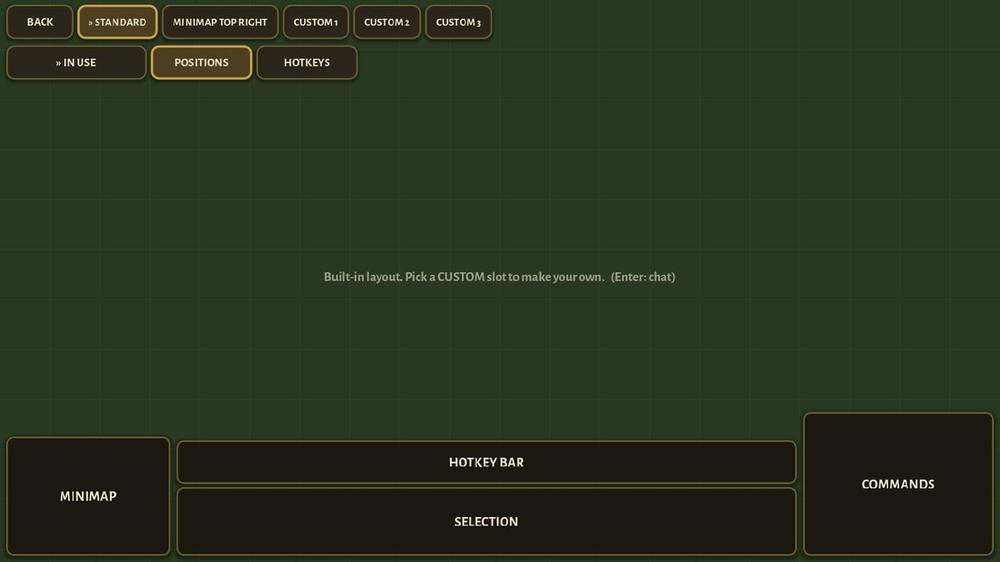 BACK » STANDARD MINIMAP TOP RIGHT CUSTOM 1 CUSTOM 2 CUSTOM 3
» IN USE POSITIONS HOTKEYS
Built-in layout. Pick a CUSTOM slot to make your own. (Enter: chat)
HOTKEY BAR
COMMANDS
MINIMAP
SELECTION